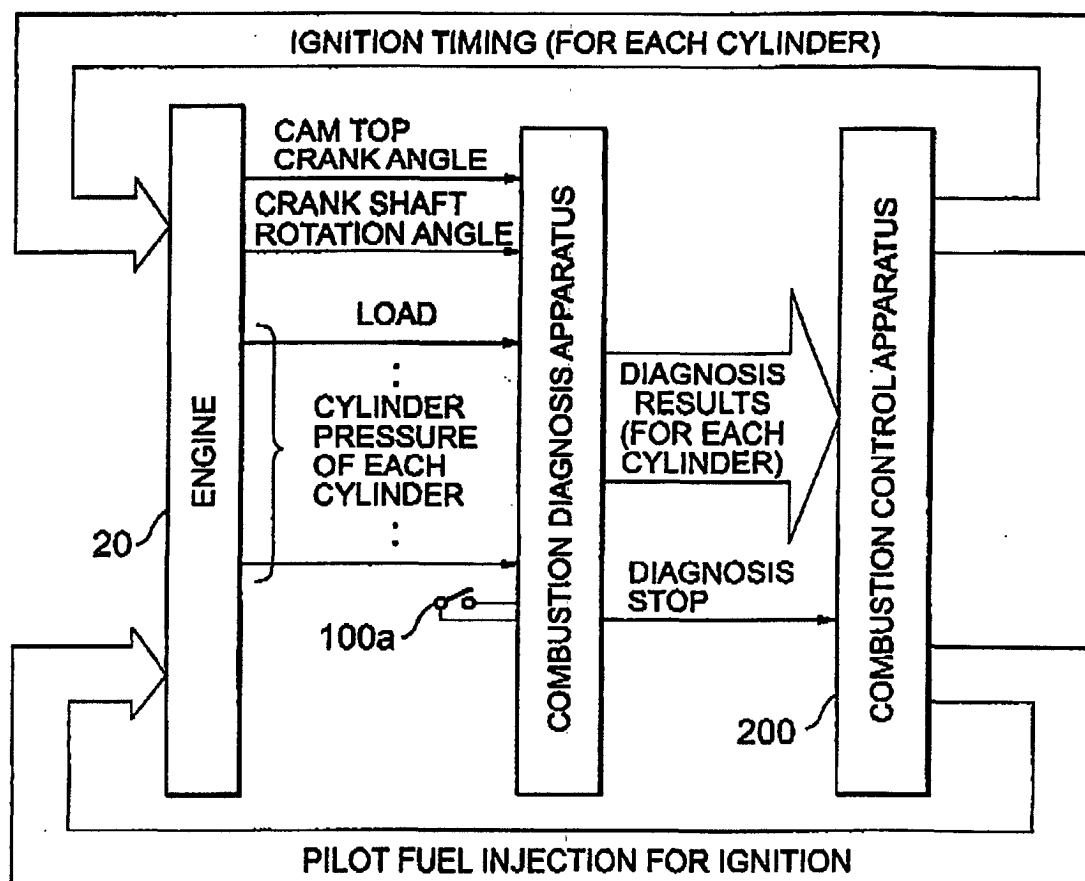 IGNITION TIMING (FOR EACH CYLINDER)
CAM TOP
CRANK ANGLE
CRANK SHAFT
ROTATION ANGLE
LOAD
CYLINDER
PRESSURE
OF EACH
CYLINDER
ENGINE
20
100a
COMBUSTION DIAGNOSIS APPARATUS
DIAGNOSIS
RESULTS
(FOR EACH
CYLINDER)
DIAGNOSIS
STOP
200
COMBUSTION CONTROL APPARATUS
PILOT FUEL INJECTION FOR IGNITION